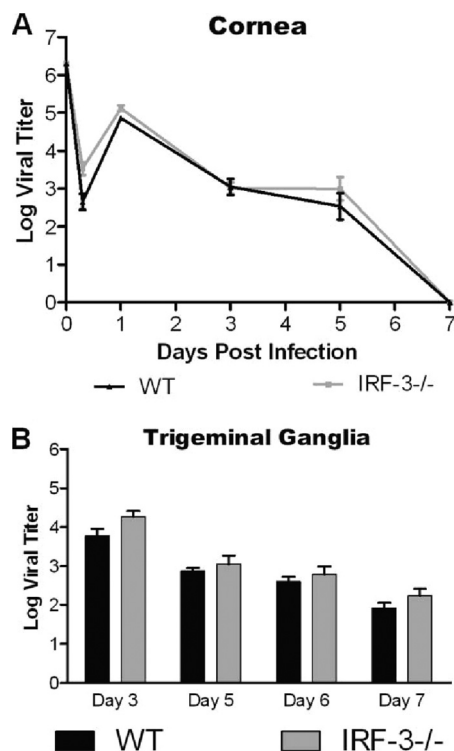 A
Cornea
Log Viral Titer
7
6
5
4
3
2
1
0
0 1 2 3 4 5 6 7
Days Post Infection
WT IRF-3-/-
B
Trigeminal Ganglia
Log Viral Titer
6
5
4
3
2
1
0
Day 3 Day 5 Day 6 Day 7
WT IRF-3-/-